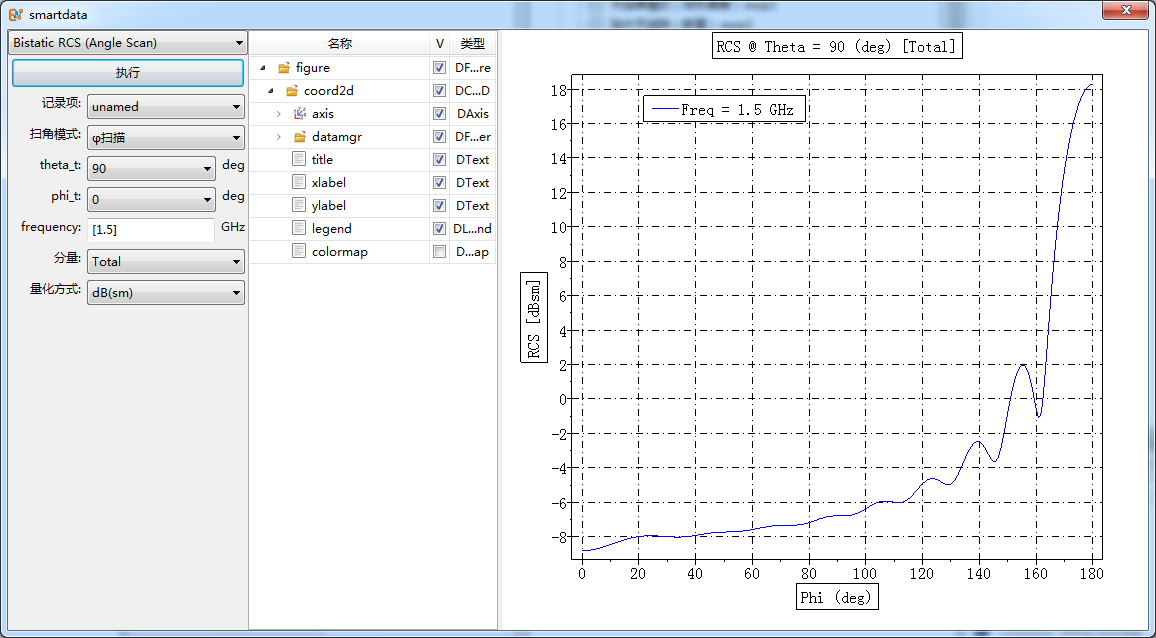 smartdata
Bistatic RCS (Angle Scan)
执行
记录项: unnamed
扫角模式: φ扫描
theta_t: 90 deg
phi_t: 0 deg
frequency: [1.5] GHz
分量: Total
量化方式: dB(sm)
名称 V 类型
figure DF...re
coord2d DC...D
axis DAxis
datamgr DF...er
title DText
xlabel DText
ylabel DText
legend DL...nd
colormap D...ap
RCS @ Theta = 90 (deg) [Total]
Freq = 1.5 GHz
RCS [dBsm]
18
16
14
12
10
8
6
4
2
0
-2
-4
-6
-8
0 20 40 60 80 100 120 140 160 180
Phi (deg)